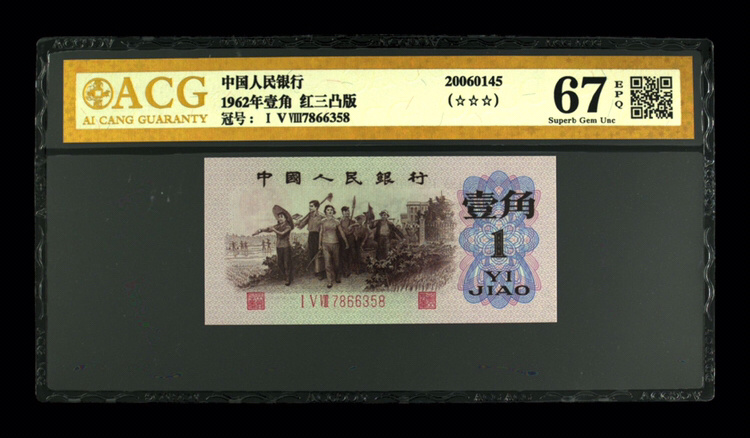 ACG
AI CANG GUARANTY
中国人民银行
1962年壹角 红三凸版
冠号: I V VIII7866358
20060145
(☆☆☆)
67 EPQ
Superb Gem Unc
中國人民銀行
壹角
1
YI
JIAO
I V VIII 7866358